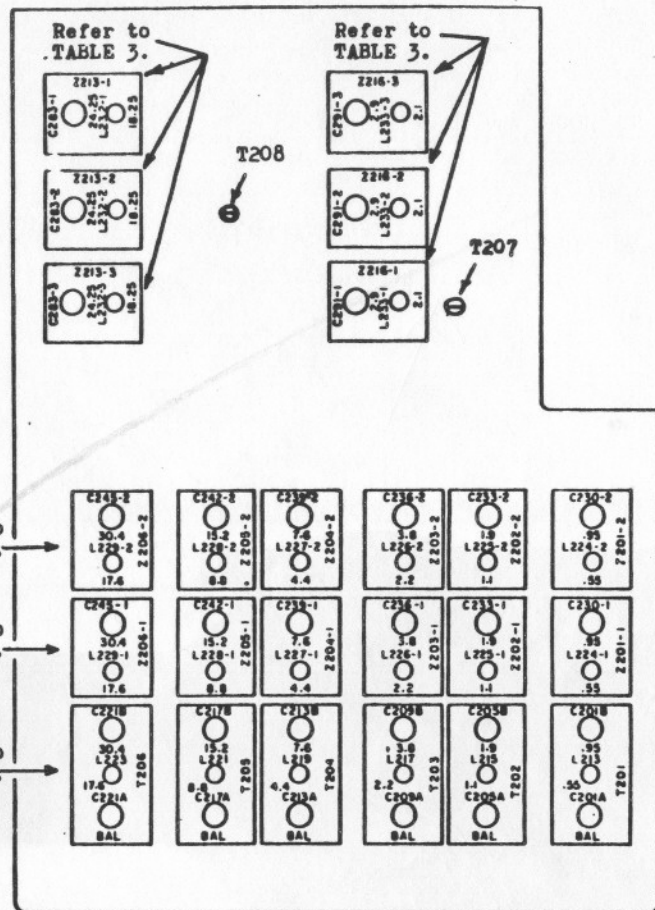 Refer to
TABLE 3.
Refer to
TABLE 3.
Z213-1
C283-1
24.25
L232-1
18.25
Z213-2
C283-2
24.25
L232-2
18.25
Z213-3
C283-3
24.25
L232-3
18.25
T208
Z216-3
C291-3
2.9
L233-3
2.1
Z216-2
C291-2
2.9
L233-2
2.1
Z216-1
C291-1
2.9
L233-1
2.1
T207
C245-2
30.4
L229-2
17.6
Z206-2
C242-2
15.2
L228-2
8.8
Z205-2
C239-2
7.6
L227-2
4.4
Z204-2
C236-2
3.8
L226-2
2.2
Z203-2
C233-2
1.9
L225-2
1.1
Z202-2
C230-2
.95
L224-2
.55
Z201-2
C245-1
30.4
L229-1
17.6
Z206-1
C242-1
15.2
L228-1
8.8
Z205-1
C239-1
7.6
L227-1
4.4
Z204-1
C236-1
3.8
L226-1
2.2
Z203-1
C233-1
1.9
L225-1
1.1
Z202-1
C230-1
.95
L224-1
.55
Z201-1
C221B
30.4
L223
17.6
C221A
BAL
T206
C217B
15.2
L221
8.8
C217A
BAL
T205
C213B
7.6
L219
4.4
C213A
BAL
T204
C209B
3.8
L217
2.2
C209A
BAL
T203
C205B
1.9
L215
1.1
C205A
BAL
T202
C201B
.95
L213
.55
C201A
BAL
T201